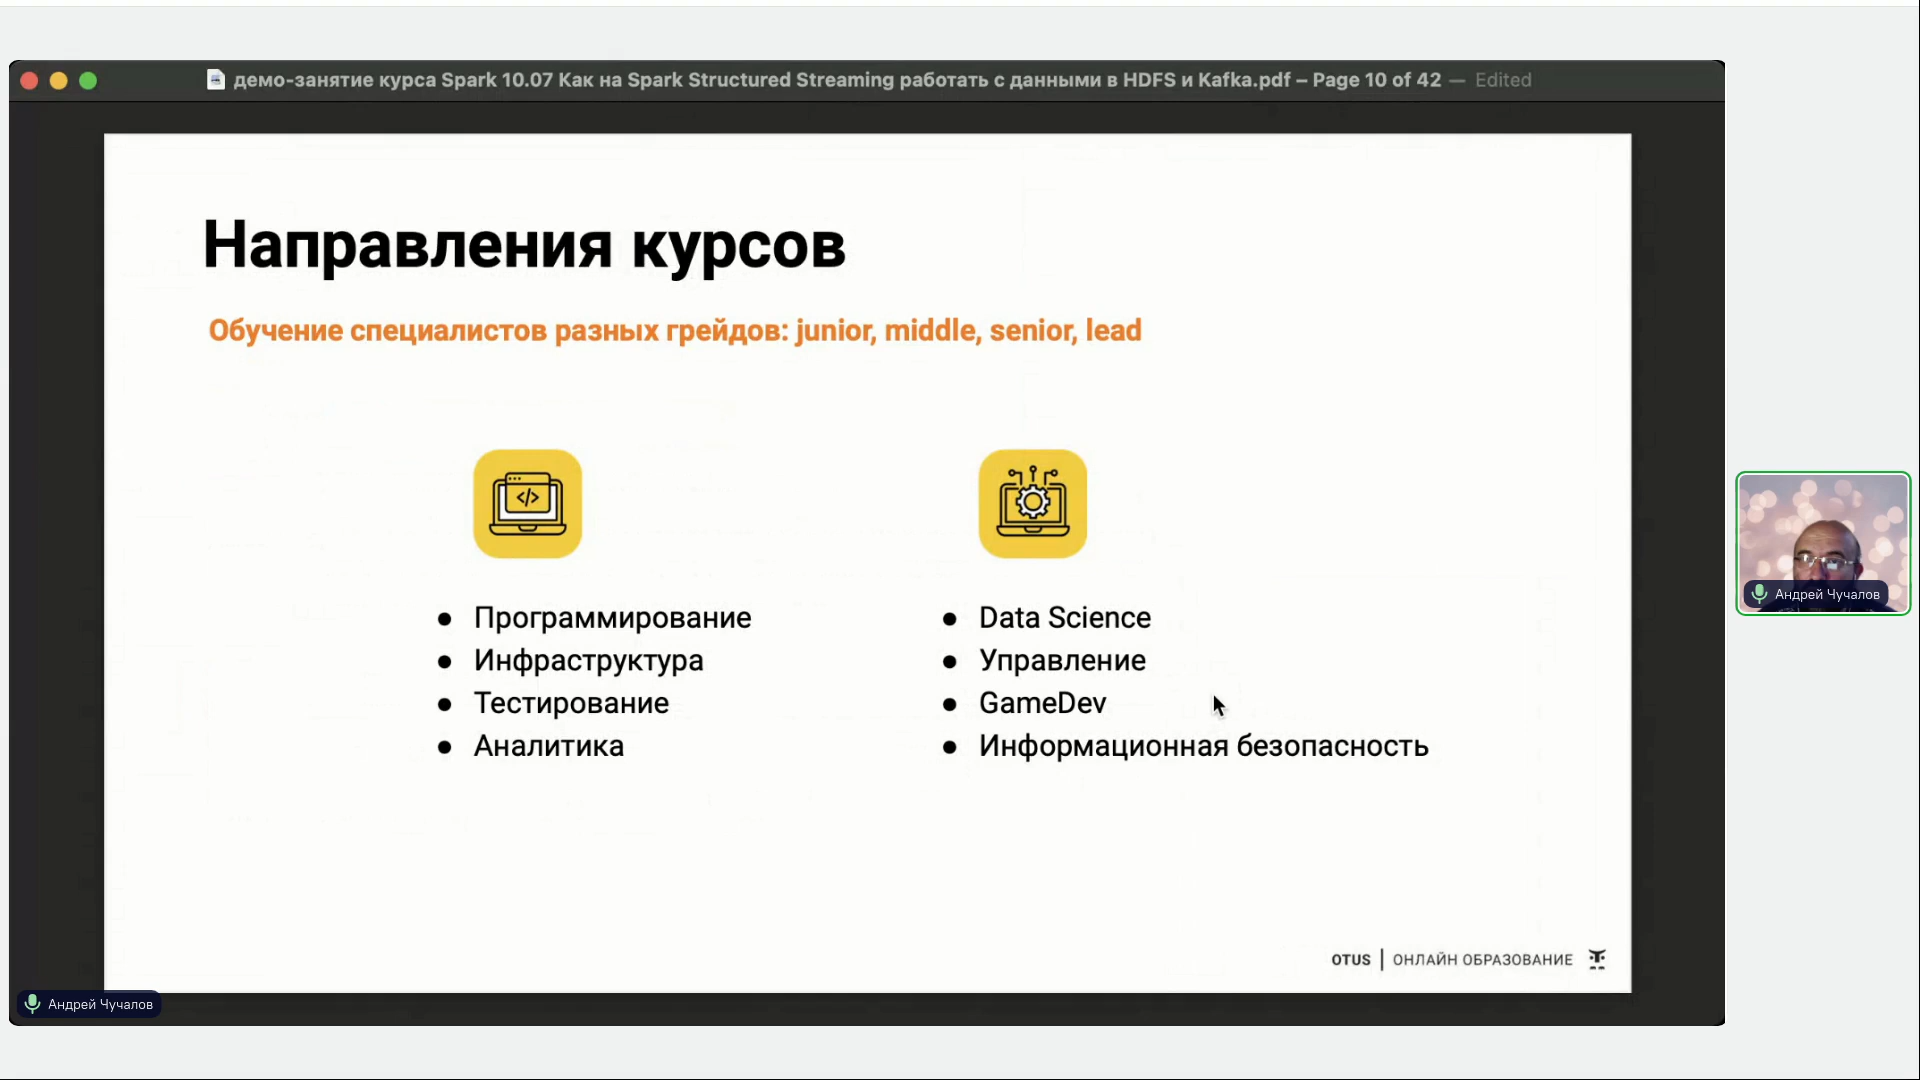 демо-занятие курса Spark 10.07 Как на Spark Structured Streaming работать с данными в HDFS и Kafka.pdf – Page 10 of 42 — Edited
Направления курсов
Обучение специалистов разных грейдов: junior, middle, senior, lead
</>
● Программирование
● Инфраструктура
● Тестирование
● Аналитика
● Data Science
● Управление
● GameDev
● Информационная безопасность
OTUS | ОНЛАЙН ОБРАЗОВАНИЕ
Андрей Чучалов
Андрей Чучалов